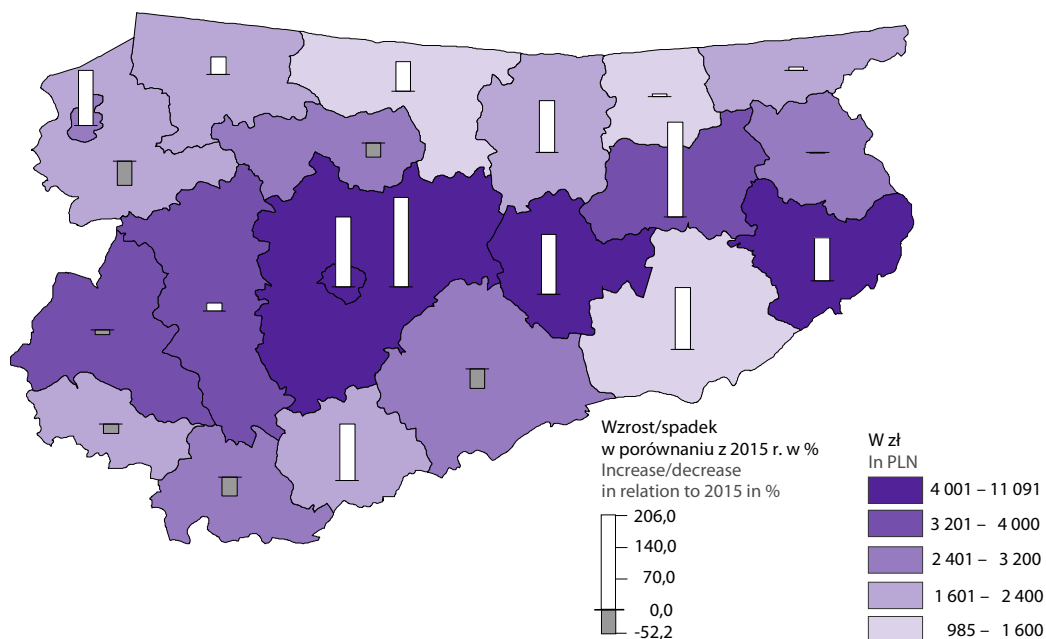 Wzrost/spadek
w porównaniu z 2015 r. w %
Increase/decrease
in relation to 2015 in %
206,0
140,0
70,0
0,0
-52,2
W zł
In PLN
4 001 – 11 091
3 201 – 4 000
2 401 – 3 200
1 601 – 2 400
985 – 1 600